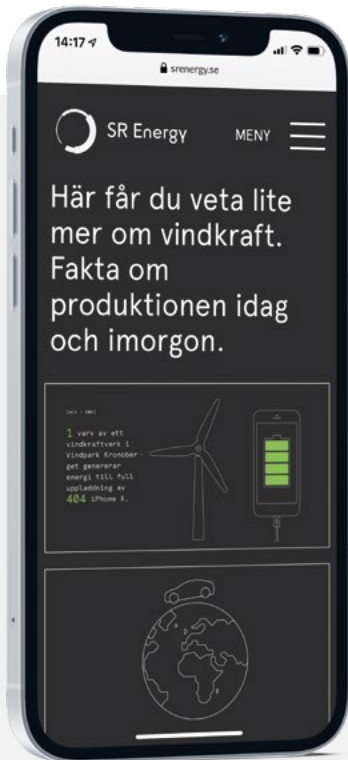 14:17
srenergy.se
SR Energy
MENY
Här får du veta lite
mer om vindkraft.
Fakta om
produktionen idag
och imorgon.
1 varv av ett
vindkraftverk i
Vindpark Kronober-
get genererar
energi till full
uppladdning av
404 iPhone X.